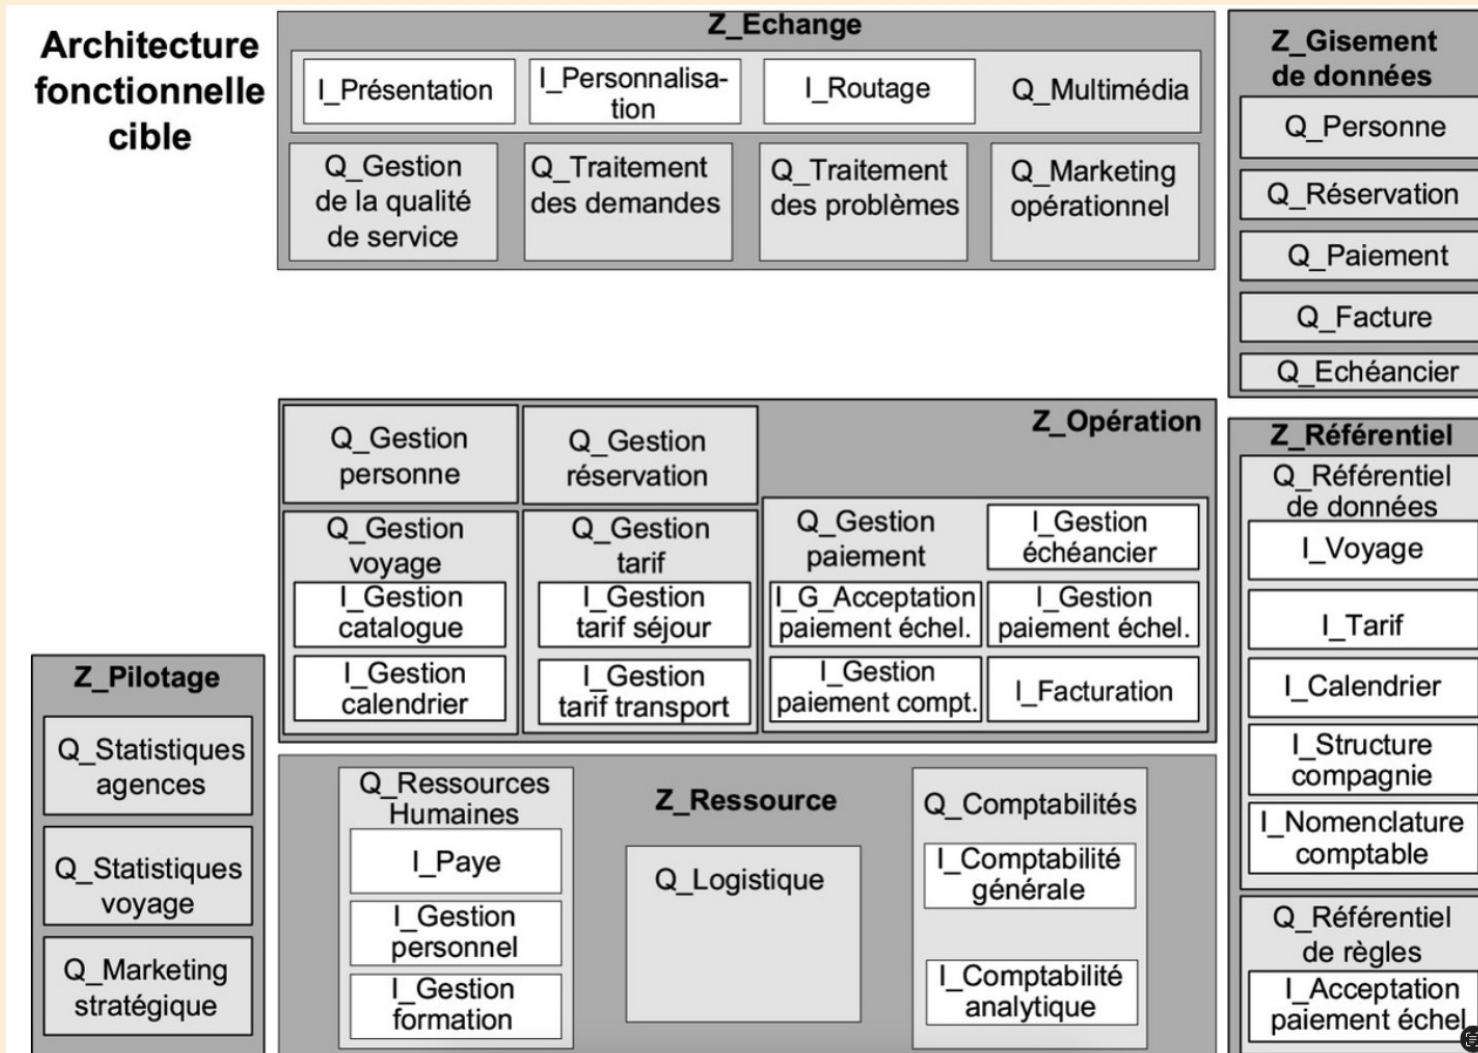 Architecture
fonctionnelle
cible
Z_Echange
I_Présentation
I_Personnalisa-
tion
I_Routage
Q_Multimédia
Q_Gestion
de la qualité
de service
Q_Traitement
des demandes
Q_Traitement
des problèmes
Q_Marketing
opérationnel
Z_Gisement
de données
Q_Personne
Q_Réservation
Q_Paiement
Q_Facture
Q_Echéancier
Z_Opération
Q_Gestion
personne
Q_Gestion
réservation
Q_Gestion
voyage
I_Gestion
catalogue
I_Gestion
calendrier
Q_Gestion
tarif
I_Gestion
tarif séjour
I_Gestion
tarif transport
Q_Gestion
paiement
I_Gestion
échéancier
I_G_Acceptation
paiement échel.
I_Gestion
paiement échel.
I_Gestion
paiement compt.
I_Facturation
Z_Référentiel
Q_Référentiel
de données
I_Voyage
I_Tarif
I_Calendrier
I_Structure
compagnie
I_Nomenclature
comptable
Q_Référentiel
de règles
I_Acceptation
paiement échel
Z_Pilotage
Q_Statistiques
agences
Q_Statistiques
voyage
Q_Marketing
stratégique
Z_Ressource
Q_Ressources
Humaines
I_Paye
I_Gestion
personnel
I_Gestion
formation
Q_Logistique
Q_Comptabilités
I_Comptabilité
générale
I_Comptabilité
analytique